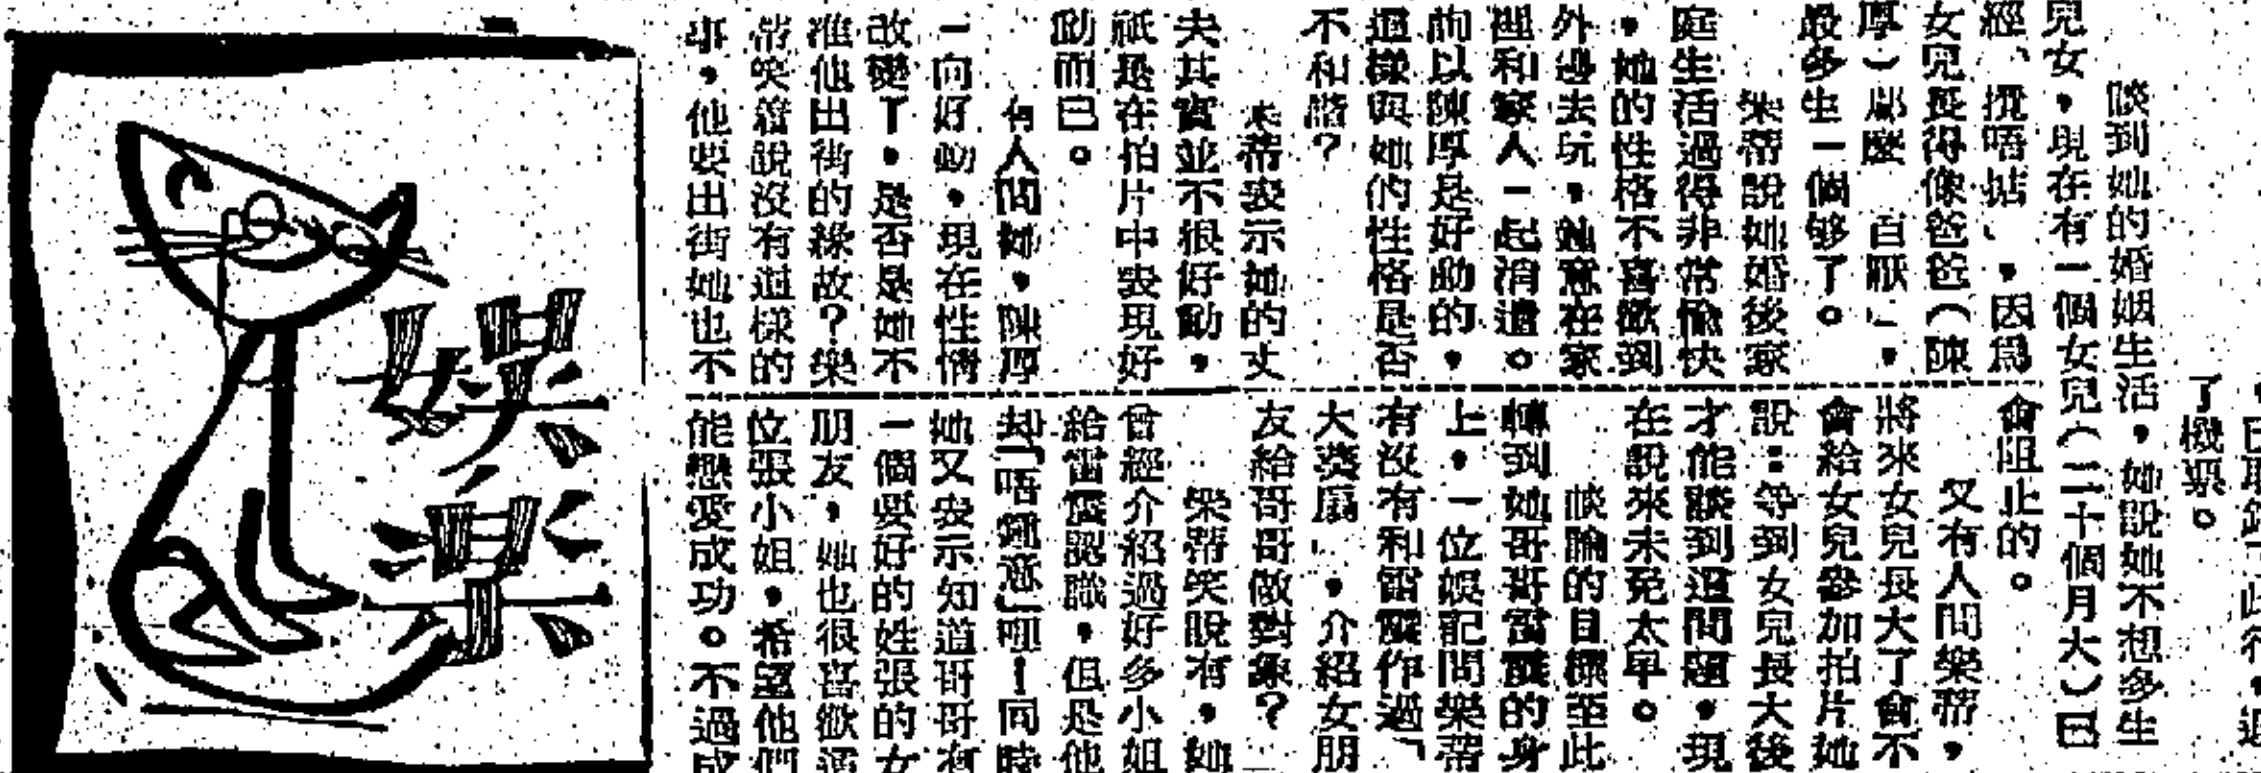 了機票。
談到她的婚姻生活，她說她不想多生
兒女，現在有一個女兒（二十個月大）已
經、攪唔掂」，因爲
女兒長得像爸爸（陳
厚）那麼　百厭」，
最多生一個够了。
樂蒂說她婚後家
庭生活過得非常愉快
，她的性格不喜歡到
外邊去玩，她意在家
裡和家人一起消遣。
而以陳厚是好動的，
這樣與她的性格是否
不和諧？
樂蒂表示她的丈
夫其實並不很好動，
祇是在拍片中表現好
動而已。
有人問她，陳厚
一向好動，現在性情
改變了，是否是她不
准他出街的緣故？樂
蒂笑着說沒有這樣的
事，他要出街她也不
會阻止的。
又有人問樂蒂，
將來女兒長大了會不
會給女兒參加拍片她
說：等到女兒長大後
才能談到這問題，現
在說來未免太早。
談論的目標至此
轉到她哥哥雷震的身
上，一位娛記問樂蒂
有沒有和雷震作過「
大葵扇」，介紹女朋
友給哥哥做對象？
樂蒂笑說有，她
曾經介紹過好多小姐
給雷震認識，但是他
却「唔鍾意」哩！同時
她又表示知道哥哥有
一個要好的姓張的女
朋友，她也很喜歡這
位張小姐，希望他們
能戀愛成功。不過成
娛樂